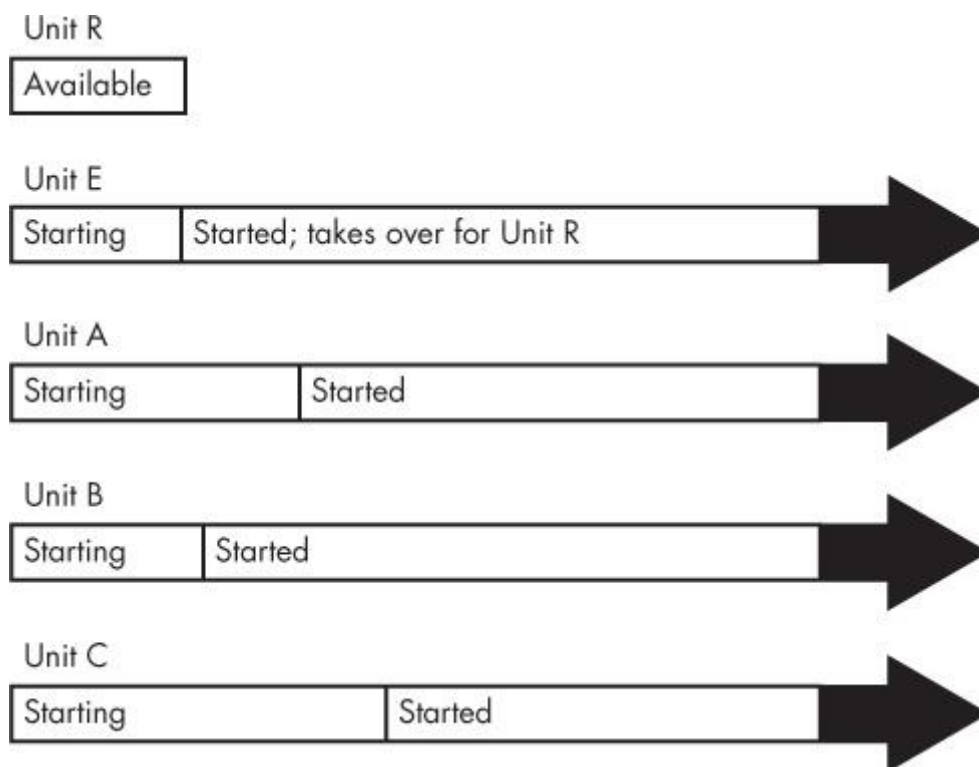 Unit R
Available
Unit E
Starting
Started; takes over for Unit R
Unit A
Starting
Started
Unit B
Starting
Started
Unit C
Starting
Started